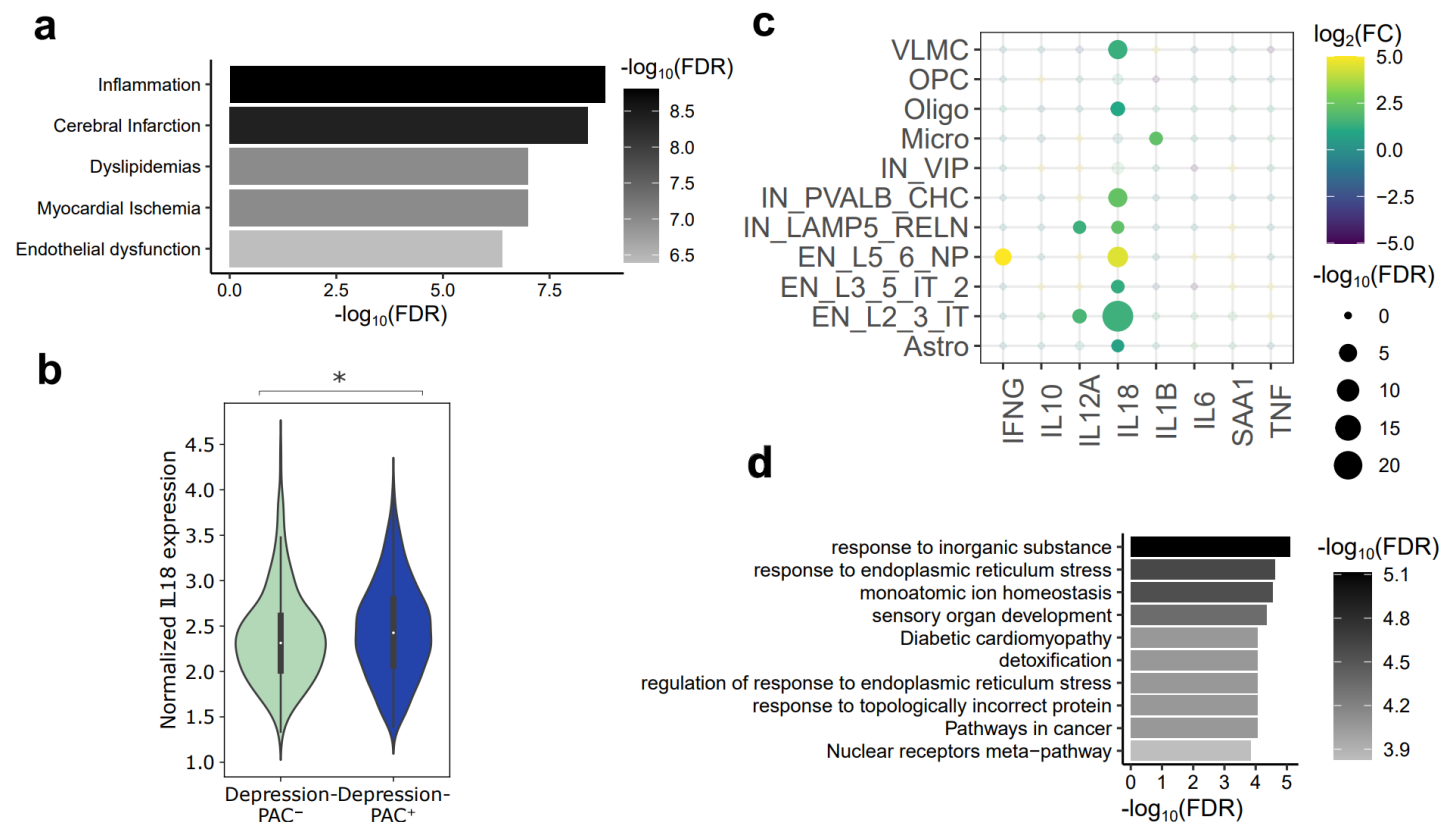 a
Inflammation
Cerebral Infarction
Dyslipidemias
Myocardial Ischemia
Endothelial dysfunction
0.0 2.5 5.0 7.5
-log10(FDR)
-log10(FDR)
8.5
8.0
7.5
7.0
6.5
b
*
Normalized IL18 expression
4.5
4.0
3.5
3.0
2.5
2.0
1.5
1.0
Depression-
PAC−
Depression-
PAC+
c
VLMC
OPC
Oligo
Micro
IN_VIP
IN_PVALB_CHC
IN_LAMP5_RELN
EN_L5_6_NP
EN_L3_5_IT_2
EN_L2_3_IT
Astro
IFNG
IL10
IL12A
IL18
IL1B
IL6
SAA1
TNF
log2(FC)
5.0
2.5
0.0
−2.5
−5.0
-log10(FDR)
0
5
10
15
20
d
response to inorganic substance
response to endoplasmic reticulum stress
monoatomic ion homeostasis
sensory organ development
Diabetic cardiomyopathy
detoxification
regulation of response to endoplasmic reticulum stress
response to topologically incorrect protein
Pathways in cancer
Nuclear receptors meta−pathway
0 1 2 3 4 5
-log10(FDR)
-log10(FDR)
5.1
4.8
4.5
4.2
3.9